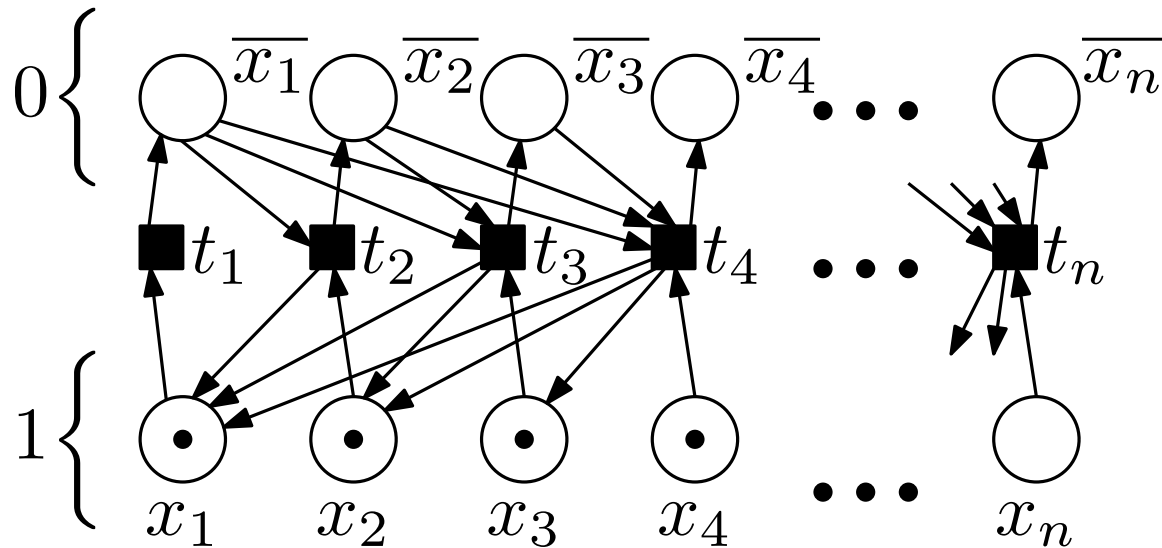 0 { x̅₁ x̅₂ x̅₃ x̅₄ ... x̅ₙ
t₁ t₂ t₃ t₄ ... tₙ
1 {
x₁ x₂ x₃ x₄ ... xₙ